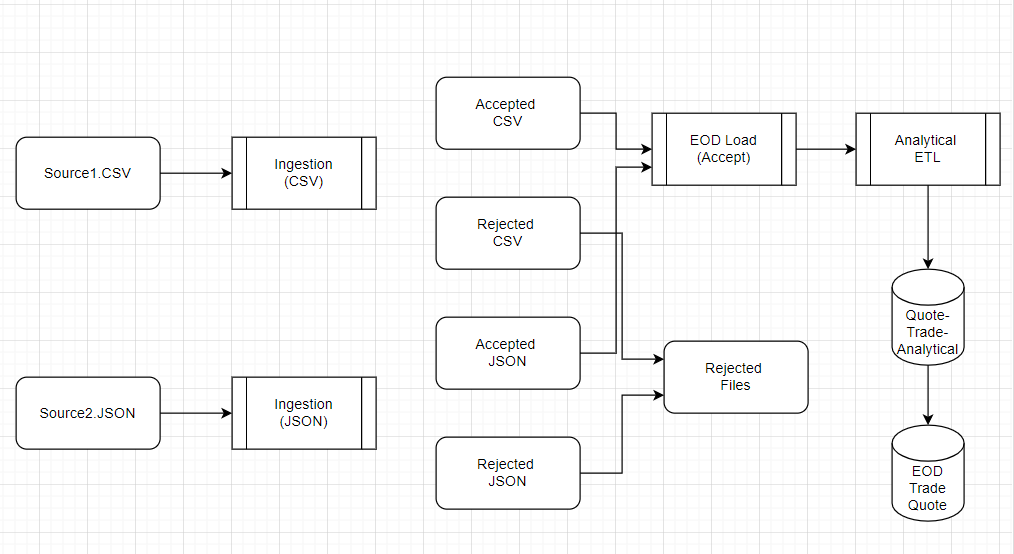 Source1.CSV
Ingestion
(CSV)
Accepted
CSV
EOD Load
(Accept)
Analytical
ETL
Rejected
CSV
Quote-
Trade-
Analytical
Accepted
JSON
Rejected
Files
Source2.JSON
Ingestion
(JSON)
Rejected
JSON
EOD
Trade
Quote